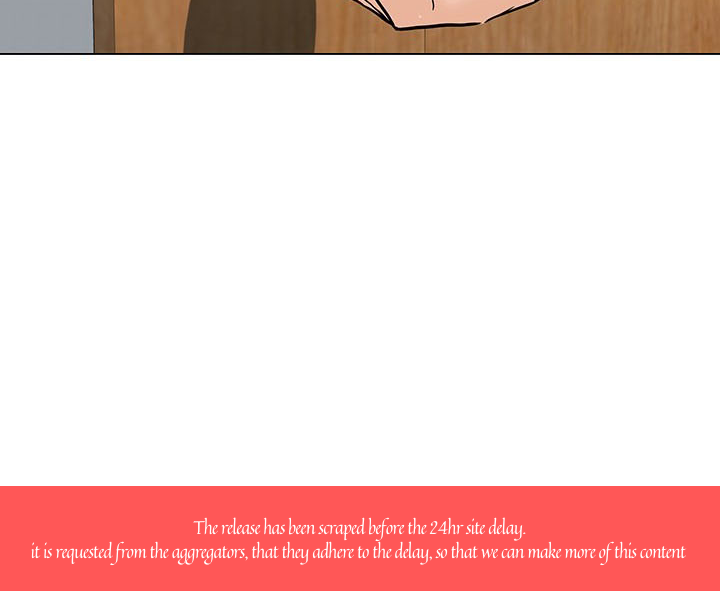 The release has been scraped before the 24hr site delay.
it is requested from the aggregators, that they adhere to the delay, so that we can make more of this content